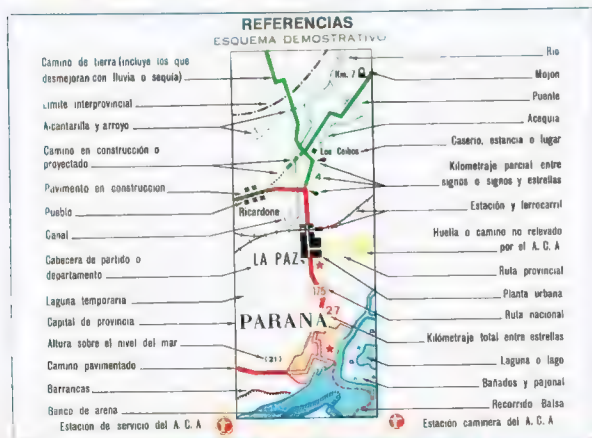 REFERENCIAS
ESQUEMA DEMOSTRATIVO
Camino de tierra (incluye los que
desmejoran con lluvia o sequía)
Límite interprovincial
Alcantarilla y arroyo
Camino en construcción o
proyectado
Pavimento en construcción
Pueblo
Canal
Cabecera de partido o
departamento
Laguna temporaria
Capital de provincia
Altura sobre el nivel del mar
Camino pavimentado
Barrancas
Banco de arena
Estación de servicio del A. C. A
Km. 7
Los Ceibos
4
Ricardone
LA PAZ
175
27
PARANA
(21)
Río
Mojón
Puente
Acequia
Caserío, estancia o lugar
Kilometraje parcial entre
signos o signos y estrellas
Estación y ferrocarril
Huella o camino no relevado
por el A. C. A
Ruta provincial
Planta urbana
Ruta nacional
Kilómetraje total entre estrellas
Laguna o lago
Bañados y pajonal
Recorrido Balsa
Estación caminera del A. C. A